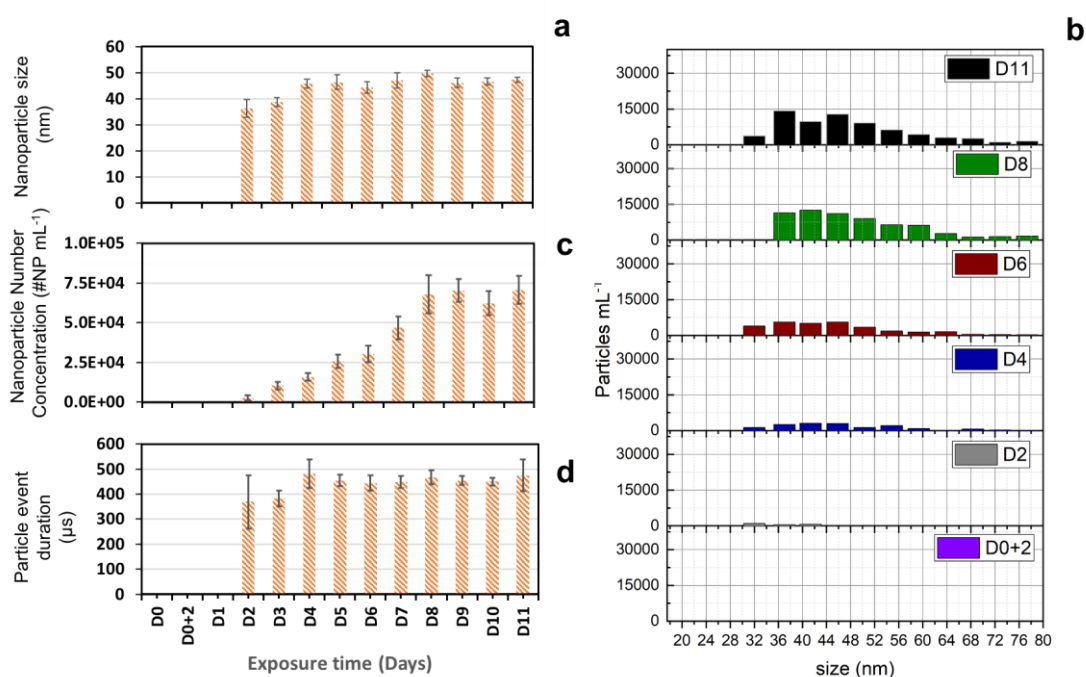 a
Nanoparticle size
(nm)
60
50
40
30
20
10
0
c
Nanoparticle Number
Concentration (#NP mL⁻¹)
1.0E+05
7.5E+04
5.0E+04
2.5E+04
0.0E+00
d
Particle event
duration
(µs)
600
500
400
300
200
100
0
D0
D0+2
D1
D2
D3
D4
D5
D6
D7
D8
D9
D10
D11
Exposure time (Days)
b
Particles mL⁻¹
30000
15000
0
D11
30000
15000
0
D8
30000
15000
0
D6
30000
15000
0
D4
30000
15000
0
D2
30000
15000
0
D0+2
20 24 28 32 36 40 44 48 52 56 60 64 68 72 76 80
size (nm)